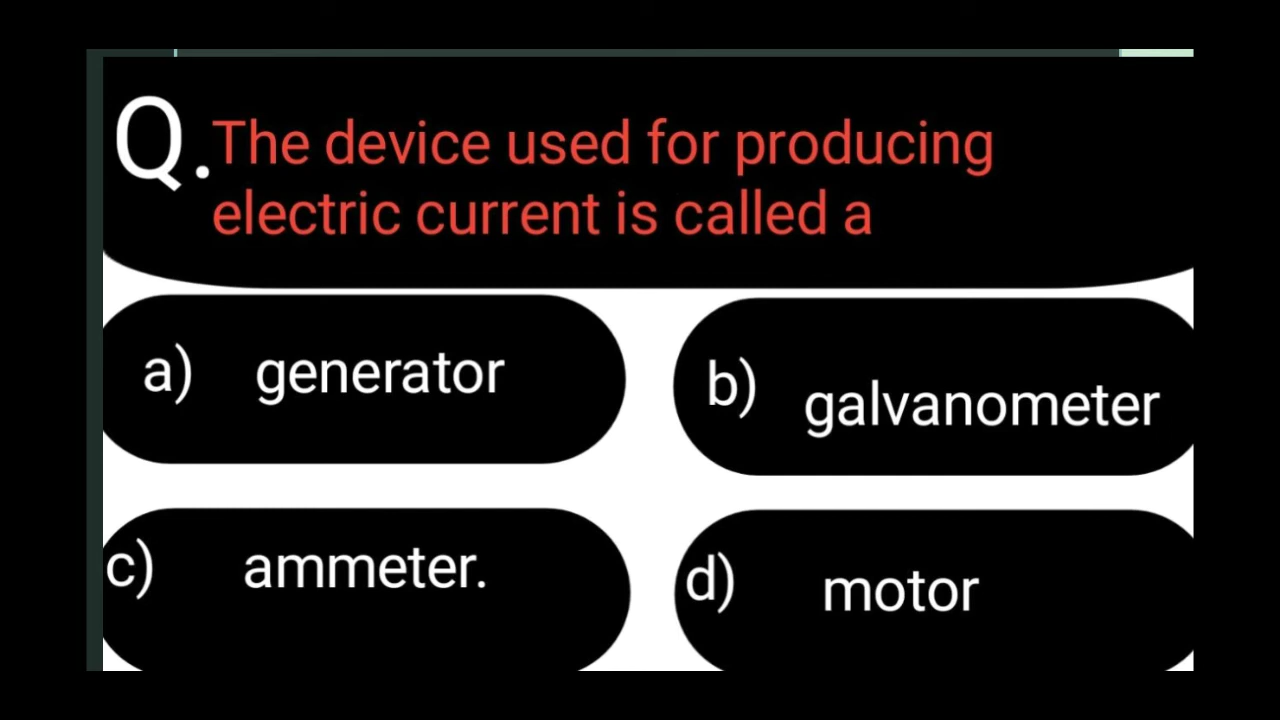 Q. The device used for producing
electric current is called a
a) generator
b) galvanometer
c) ammeter.
d) motor